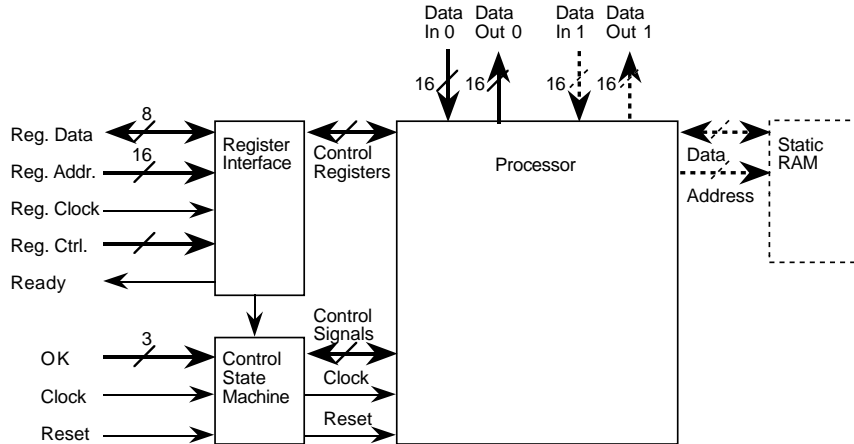 Data
In 0
Data
Out 0
Data
In 1
Data
Out 1
16
16
16
16
Reg. Data
8
Reg. Addr.
16
Reg. Clock
Reg. Ctrl.
Ready
Register
Interface
Control
Registers
Processor
Data
Address
Static
RAM
OK
3
Clock
Reset
Control
State
Machine
Control
Signals
Clock
Reset